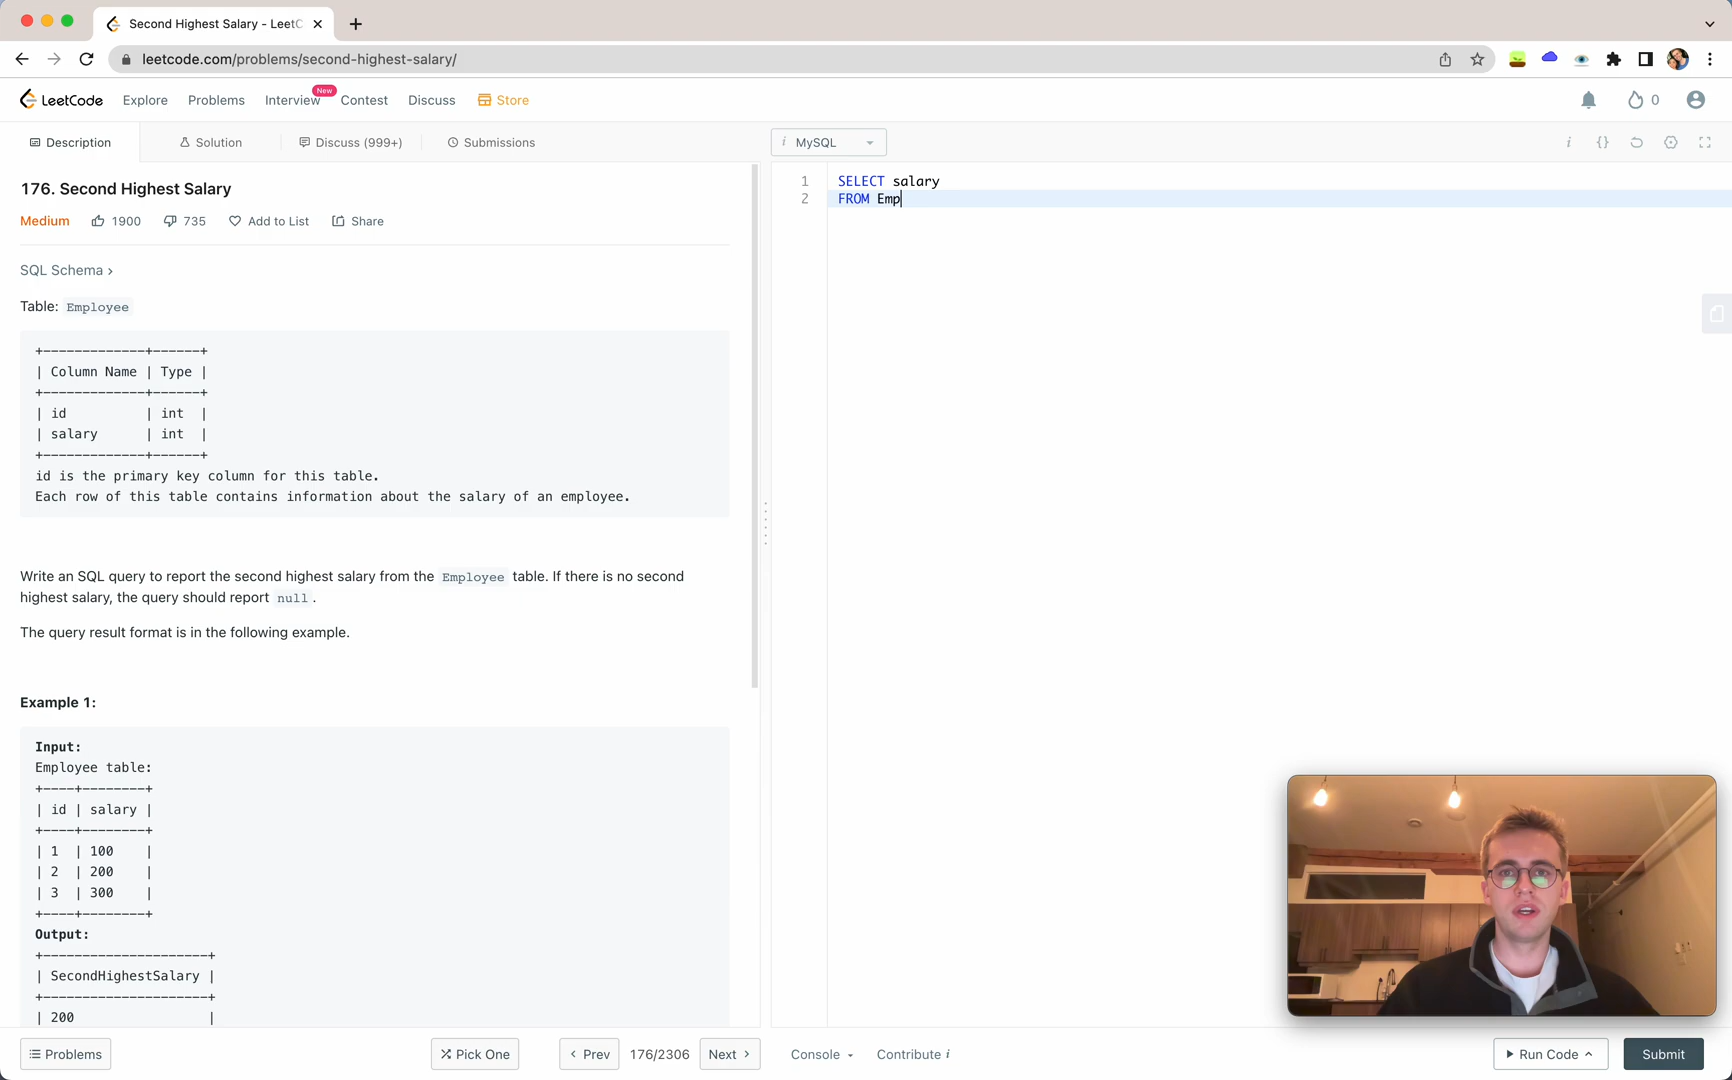 Second Highest Salary - LeetC
leetcode.com/problems/second-highest-salary/
LeetCode Explore Problems Interview New Contest Discuss Store 0
Description Solution Discuss (999+) Submissions
i MySQL
i {}
176. Second Highest Salary
Medium 1900 735 Add to List Share
SQL Schema ›
Table: Employee
+-------------+------+
| Column Name | Type |
+-------------+------+
| id          | int  |
| salary      | int  |
+-------------+------+
id is the primary key column for this table.
Each row of this table contains information about the salary of an employee.
Write an SQL query to report the second highest salary from the Employee table. If there is no second
highest salary, the query should report null.
The query result format is in the following example.
Example 1:
Input:
Employee table:
+----+--------+
| id | salary |
+----+--------+
| 1  | 100    |
| 2  | 200    |
| 3  | 300    |
+----+--------+
Output:
+---------------------+
| SecondHighestSalary |
+---------------------+
| 200                 |
1 SELECT salary
2 FROM Emp
Problems Pick One ‹ Prev 176/2306 Next ›
Console Contribute i
Run Code Submit